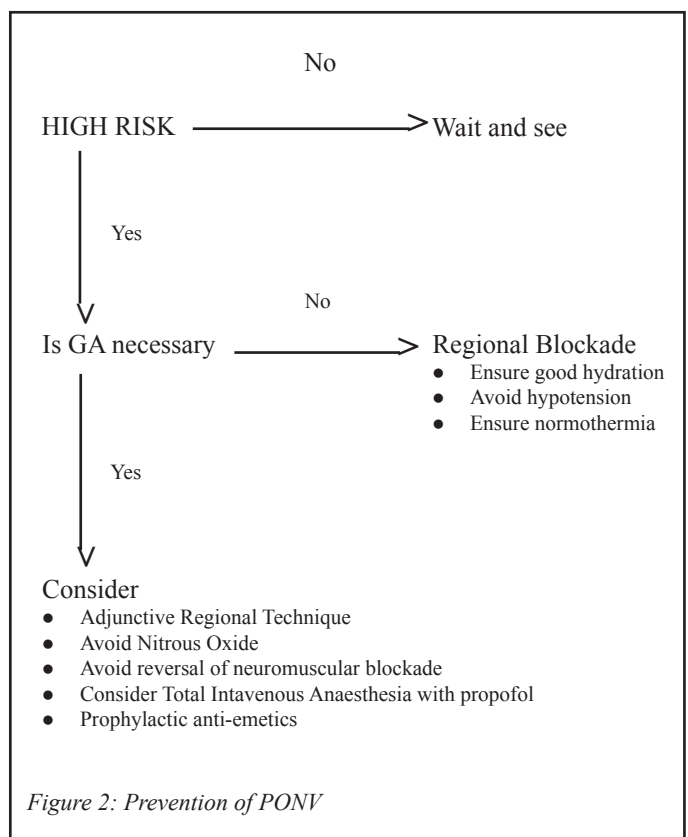 No
HIGH RISK
Wait and see
Yes
No
Is GA necessary
Regional Blockade
● Ensure good hydration
● Avoid hypotension
● Ensure normothermia
Yes
Consider
● Adjunctive Regional Technique
● Avoid Nitrous Oxide
● Avoid reversal of neuromuscular blockade
● Consider Total Intavenous Anaesthesia with propofol
● Prophylactic anti-emetics
Figure 2: Prevention of PONV